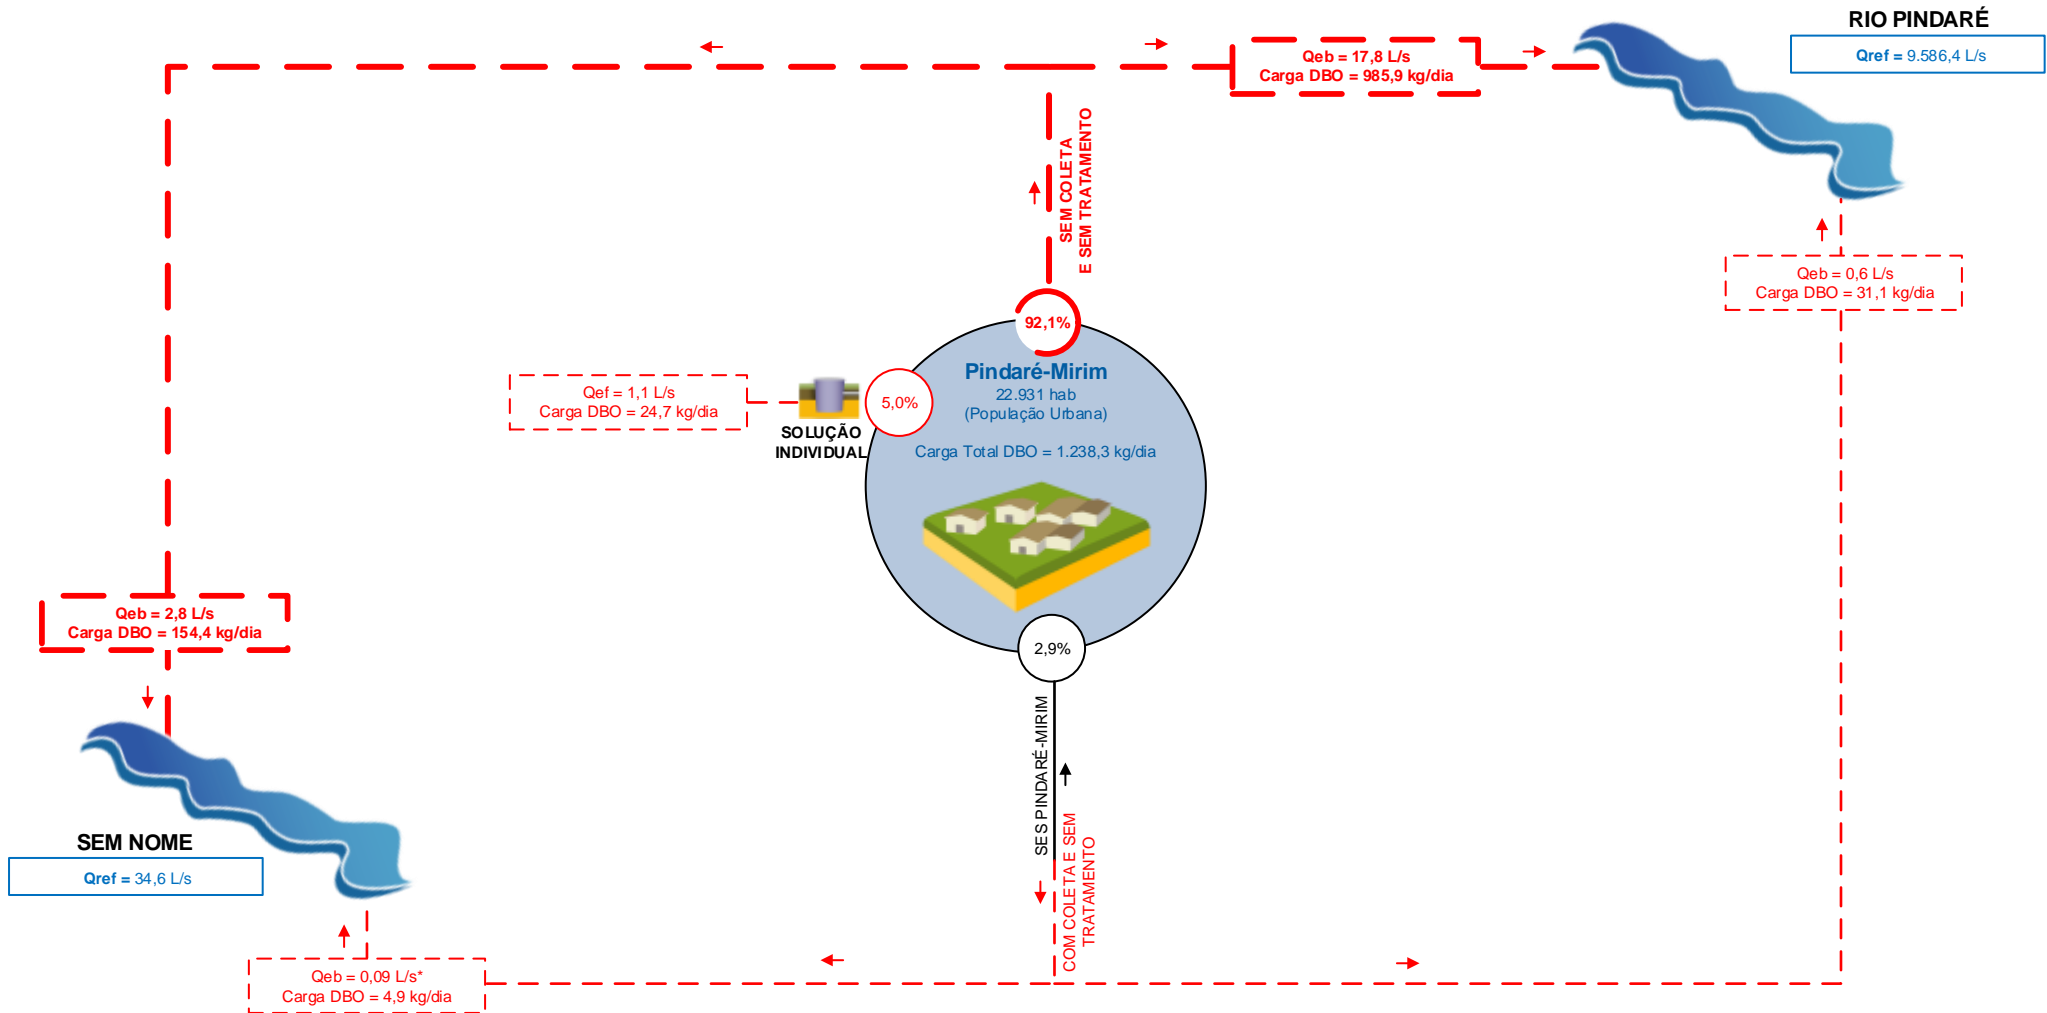 RIO PINDARÉ
Qref = 9.586,4 L/s
Qeb = 17,8 L/s
Carga DBO = 985,9 kg/dia
SEM COLETA
E SEM TRATAMENTO
Qeb = 0,6 L/s
Carga DBO = 31,1 kg/dia
92,1%
Pindaré-Mirim
22.931 hab
(População Urbana)
Carga Total DBO = 1.238,3 kg/dia
5,0%
Qef = 1,1 L/s
Carga DBO = 24,7 kg/dia
SOLUÇÃO
INDIVIDUAL
Qeb = 2,8 L/s
Carga DBO = 154,4 kg/dia
2,9%
SES PINDARÉ-MIRIM
COM COLETA E SEM
TRATAMENTO
SEM NOME
Qref = 34,6 L/s
Qeb = 0,09 L/s*
Carga DBO = 4,9 kg/dia